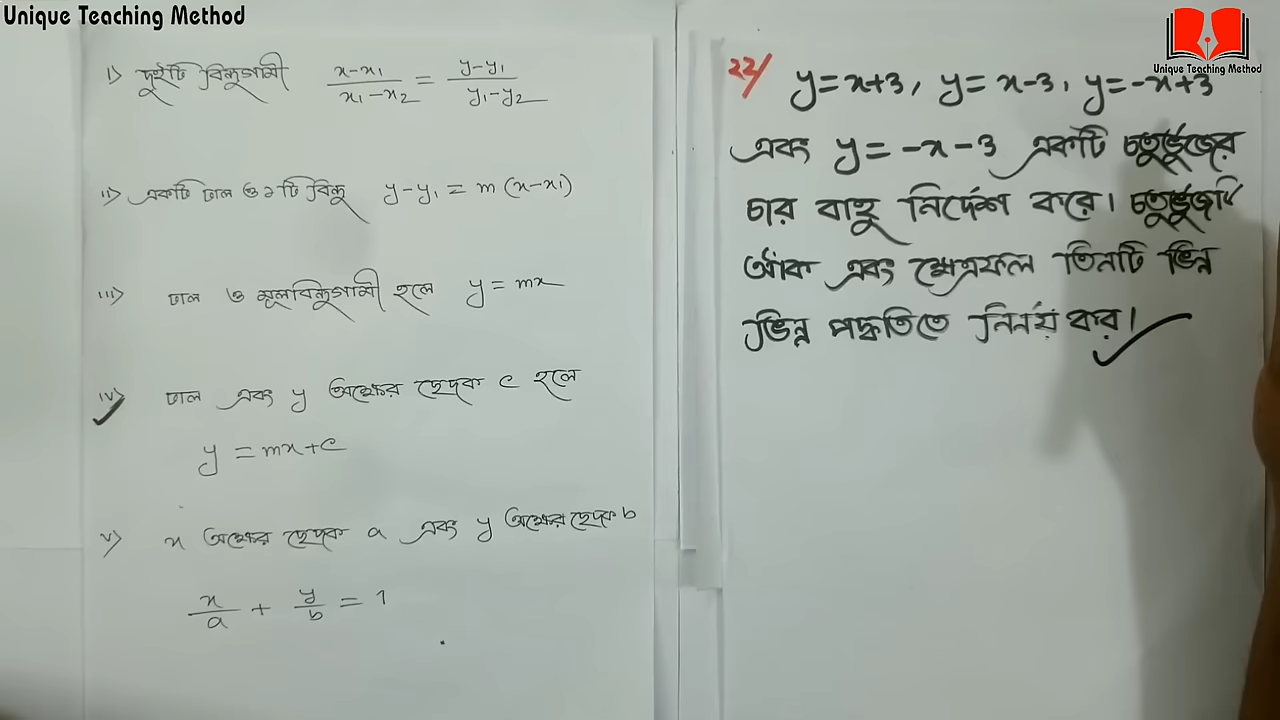 Unique Teaching Method
i) দুইটি বিন্দুগামী x-x₁/x₁-x₂ = y-y₁/y₁-y₂
ii) একটি ঢাল ও ১টি বিন্দু y-y₁ = m(x-x₁)
iii) ঢাল ও মূলবিন্দুগামী হলে y = mx
iv) ঢাল এবং y অক্ষের ছেদক c হলে
y = mx+c
v) x অক্ষের ছেদক a এবং y অক্ষের ছেদক b
x/a + y/b = 1
Unique Teaching Method
২২/ y=x+3, y=x-3, y=-x+3
এবং y=-x-3 একটি চতুর্ভুজের
চার বাহু নির্দেশ করে। চতুর্ভুজটি
আঁক এবং ক্ষেত্রফল তিনটি ভিন্ন
ভিন্ন পদ্ধতিতে নির্নয় কর।